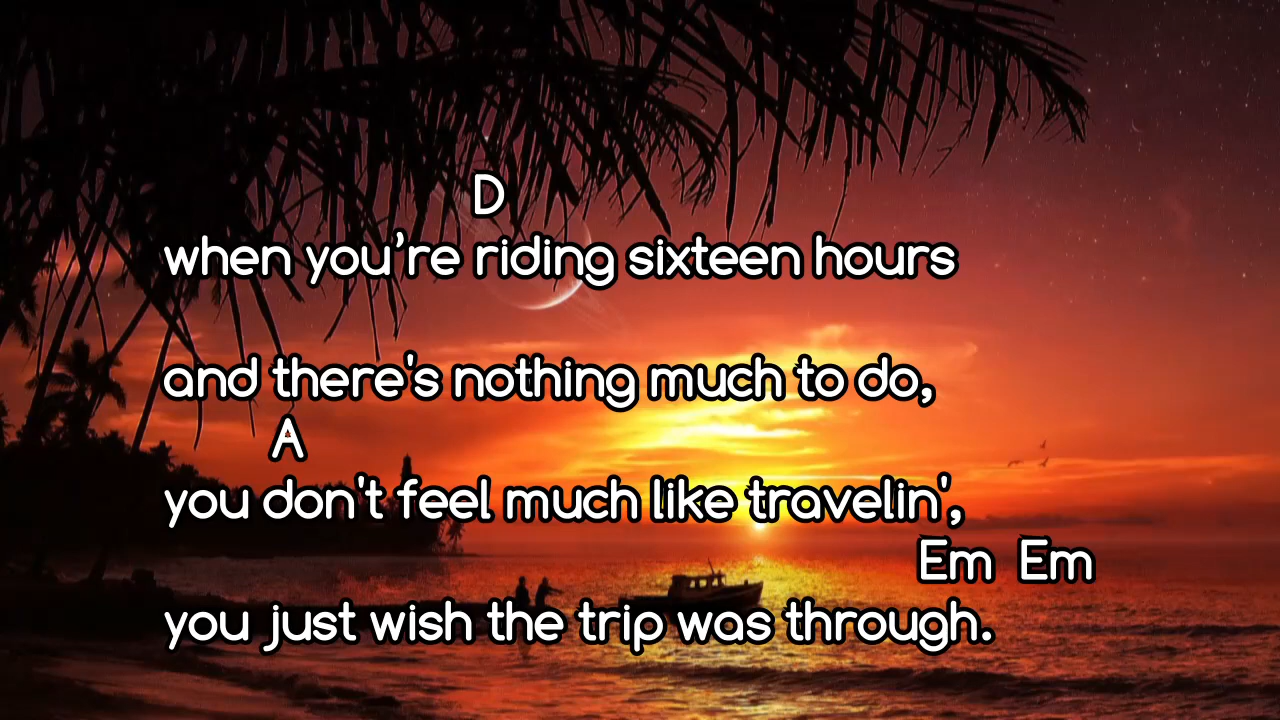 D
when you’re riding sixteen hours
and there's nothing much to do,
A
you don't feel much like travelin',
Em Em
you just wish the trip was through.